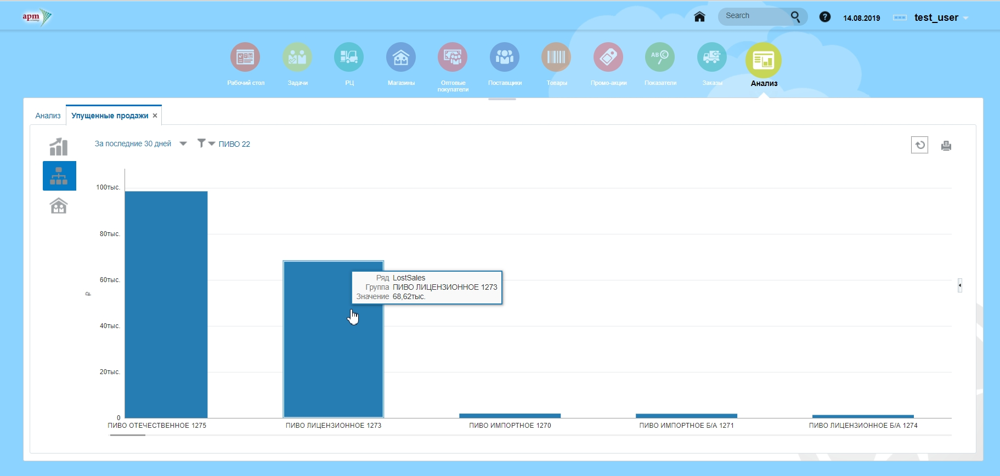 apm
technology
Search
?
14.08.2019
test_user
Рабочий стол
Задачи
РЦ
Магазины
Оптовые
покупатели
Поставщики
Товары
Промо-акции
AB C
Показатели
Заказы
Анализ
Анализ
Упущенные продажи ×
За последние 30 дней
ПИВО 22
100тыс.
80тыс.
60тыс.
40тыс.
20тыс.
0
₽
Ряд LostSales
Группа ПИВО ЛИЦЕНЗИОННОЕ 1273
Значение 68,62тыс.
ПИВО ОТЕЧЕСТВЕННОЕ 1275
ПИВО ЛИЦЕНЗИОННОЕ 1273
ПИВО ИМПОРТНОЕ 1270
ПИВО ИМПОРТНОЕ Б/А 1271
ПИВО ЛИЦЕНЗИОННОЕ Б/А 1274